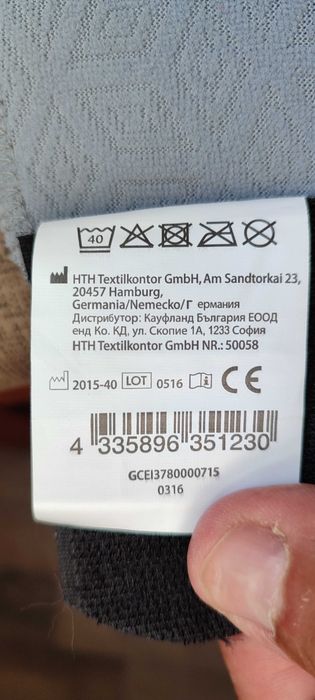 40
HTH Textilkontor GmbH, Am Sandtorkai 23,
20457 Hamburg,
Germania/Nemecko/Г ермания
Дистрибутор: Кауфланд България ЕООД
енд Ко. КД, ул. Скопие 1А, 1233 София
HTH Textilkontor GmbH NR.: 50058
2015-40 LOT 0516 i CE
4 335896 351230
GCEI3780000715
0316